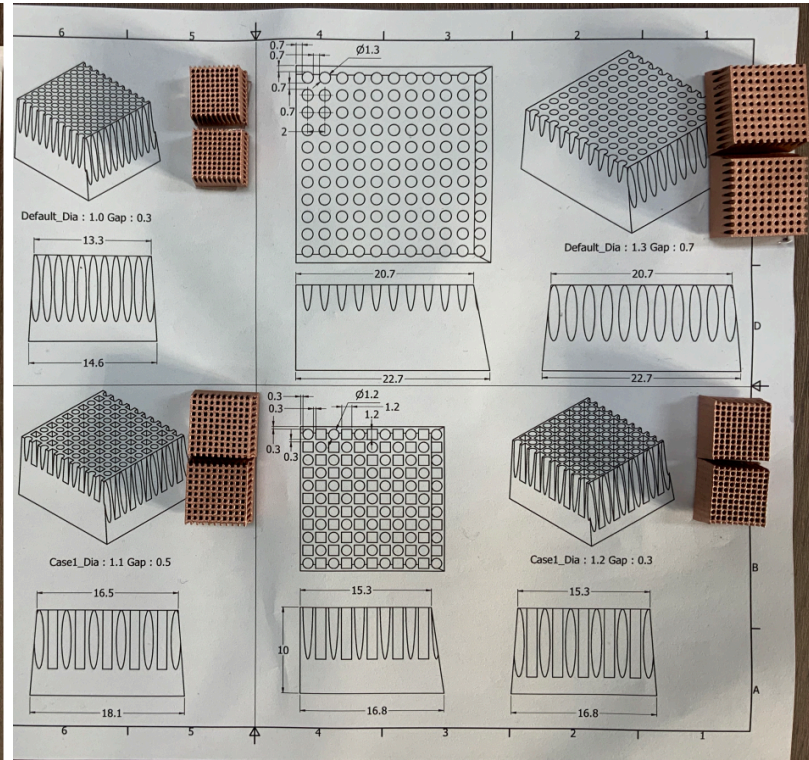 6 5 4 3 2 1
0.7
0.7
Ø1.3
0.7
0.7
2
Default_Dia : 1.0 Gap : 0.3
Default_Dia : 1.3 Gap : 0.7
13.3
14.6
20.7
22.7
20.7
22.7
D
0.3
0.3
Ø1.2
1.2
1.2
0.3
0.3
Case1_Dia : 1.1 Gap : 0.5
Case1_Dia : 1.2 Gap : 0.3
B
16.5
18.1
15.3
10
16.8
15.3
16.8
A
6 5 4 3 2 1